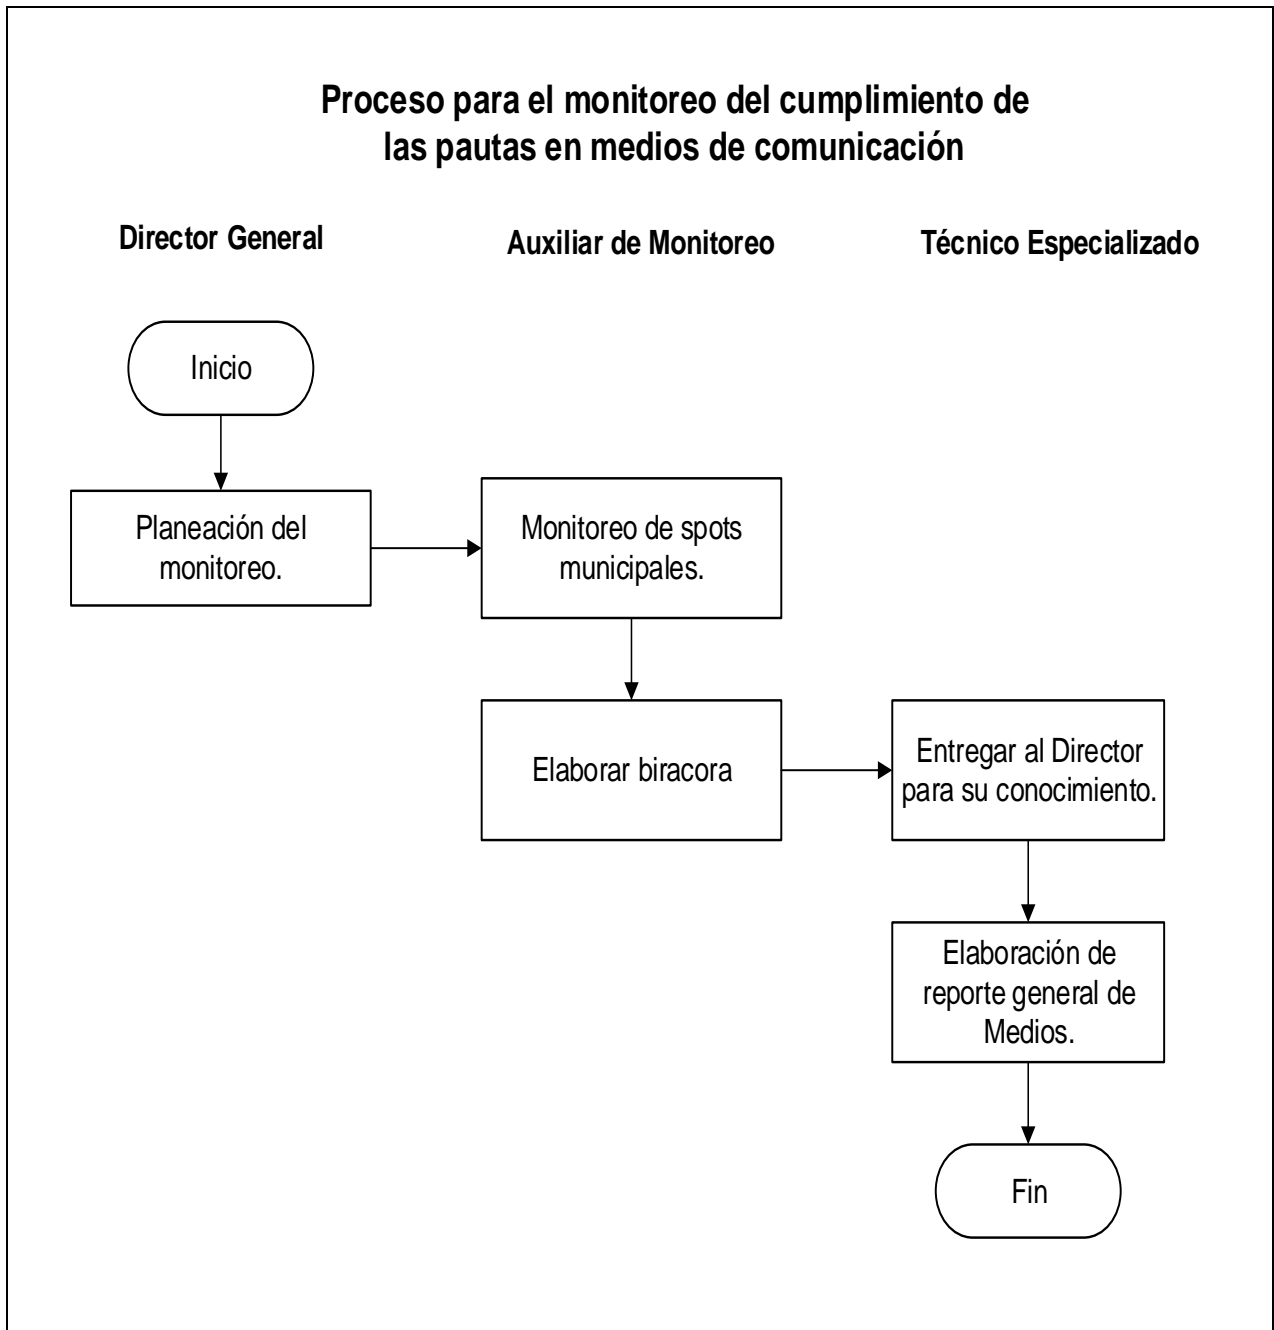 Proceso para el monitoreo del cumplimiento de
las pautas en medios de comunicación
Director General
Auxiliar de Monitoreo
Técnico Especializado
Inicio
Planeación del
monitoreo.
Monitoreo de spots
municipales.
Elaborar biracora
Entregar al Director
para su conocimiento.
Elaboración de
reporte general de
Medios.
Fin